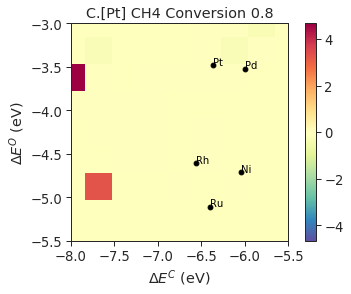 C.[Pt] CH4 Conversion 0.8
−3.0
−3.5
−4.0
−4.5
−5.0
−5.5
ΔE^O (eV)
Pt
Pd
Rh
Ni
Ru
−8.0
−7.5
−7.0
−6.5
−6.0
−5.5
ΔE^C (eV)
4
2
0
−2
−4